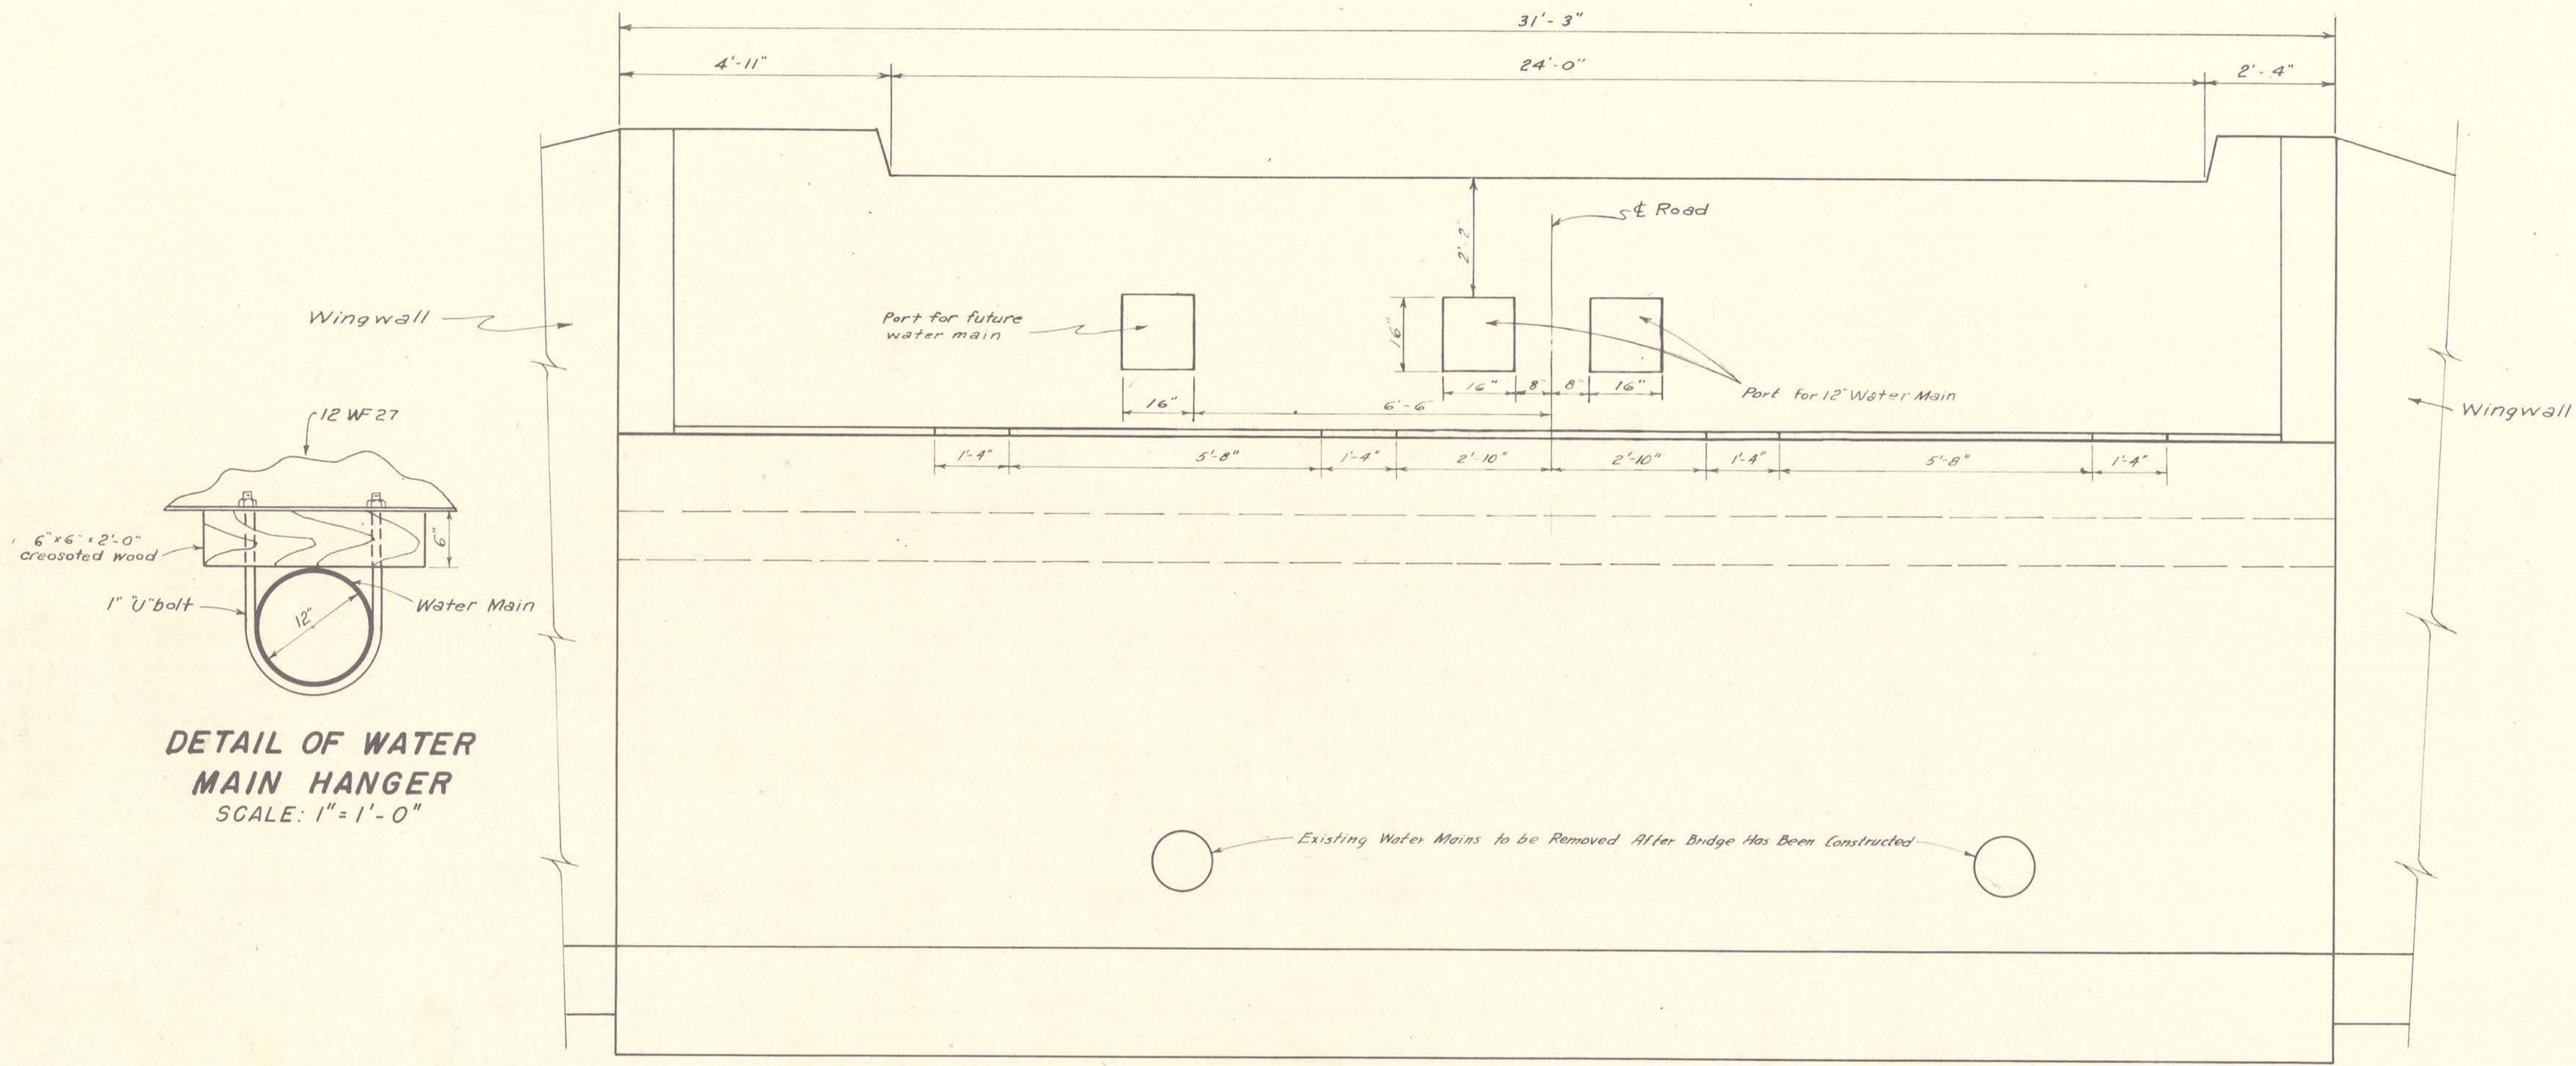 31'-3"
4'-11"
24'-0"
2'-4"
℄ Road
2'-2"
Wingwall
Port for future
water main
16"
16"
8"
8"
16"
Port for 12" Water Main
16"
6'-6"
Wingwall
1'-4"
5'-8"
1'-4"
2'-10"
2'-10"
1'-4"
5'-8"
1'-4"
12 WF 27
6"
6"x6"x2'-0"
creosoted wood
1" "U" bolt
Water Main
12"
DETAIL OF WATER
MAIN HANGER
SCALE: 1"=1'-0"
Existing Water Mains to be Removed After Bridge Has Been Constructed